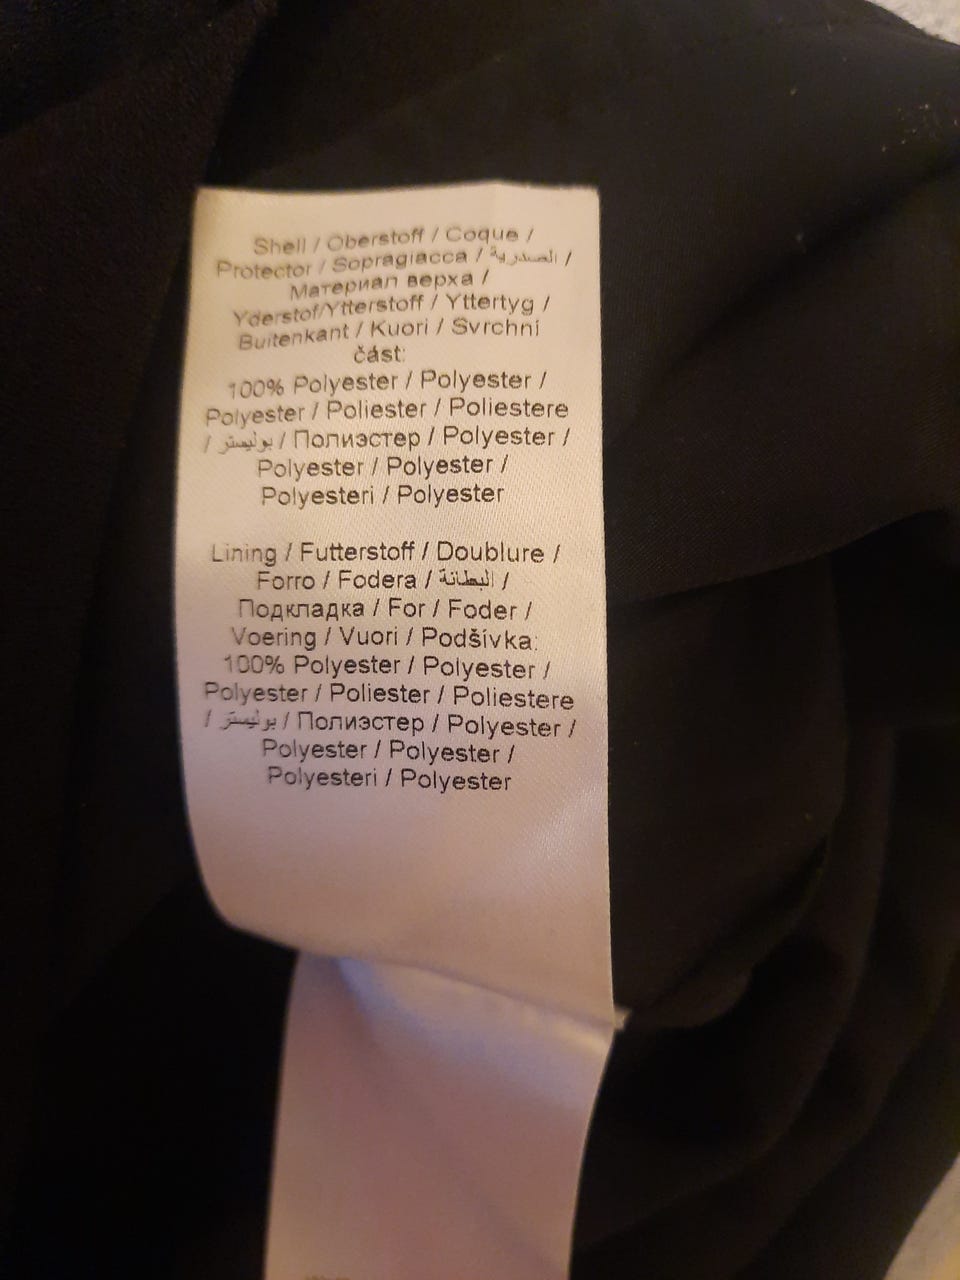 Shell / Oberstoff / Coque /
Protector / Sopragiacca / الصدرية /
Материал верха /
Yderstof/Ytterstoff / Yttertyg /
Buitenkant / Kuori / Svrchní
část:
100% Polyester / Polyester /
Polyester / Poliester / Poliestere
/ بوليستر / Полиэстер / Polyester /
Polyester / Polyester /
Polyesteri / Polyester
Lining / Futterstoff / Doublure /
Forro / Fodera / البطانة /
Подкладка / For / Foder /
Voering / Vuori / Podšívka:
100% Polyester / Polyester /
Polyester / Poliester / Poliestere
/ بوليستر / Полиэстер / Polyester /
Polyester / Polyester /
Polyesteri / Polyester